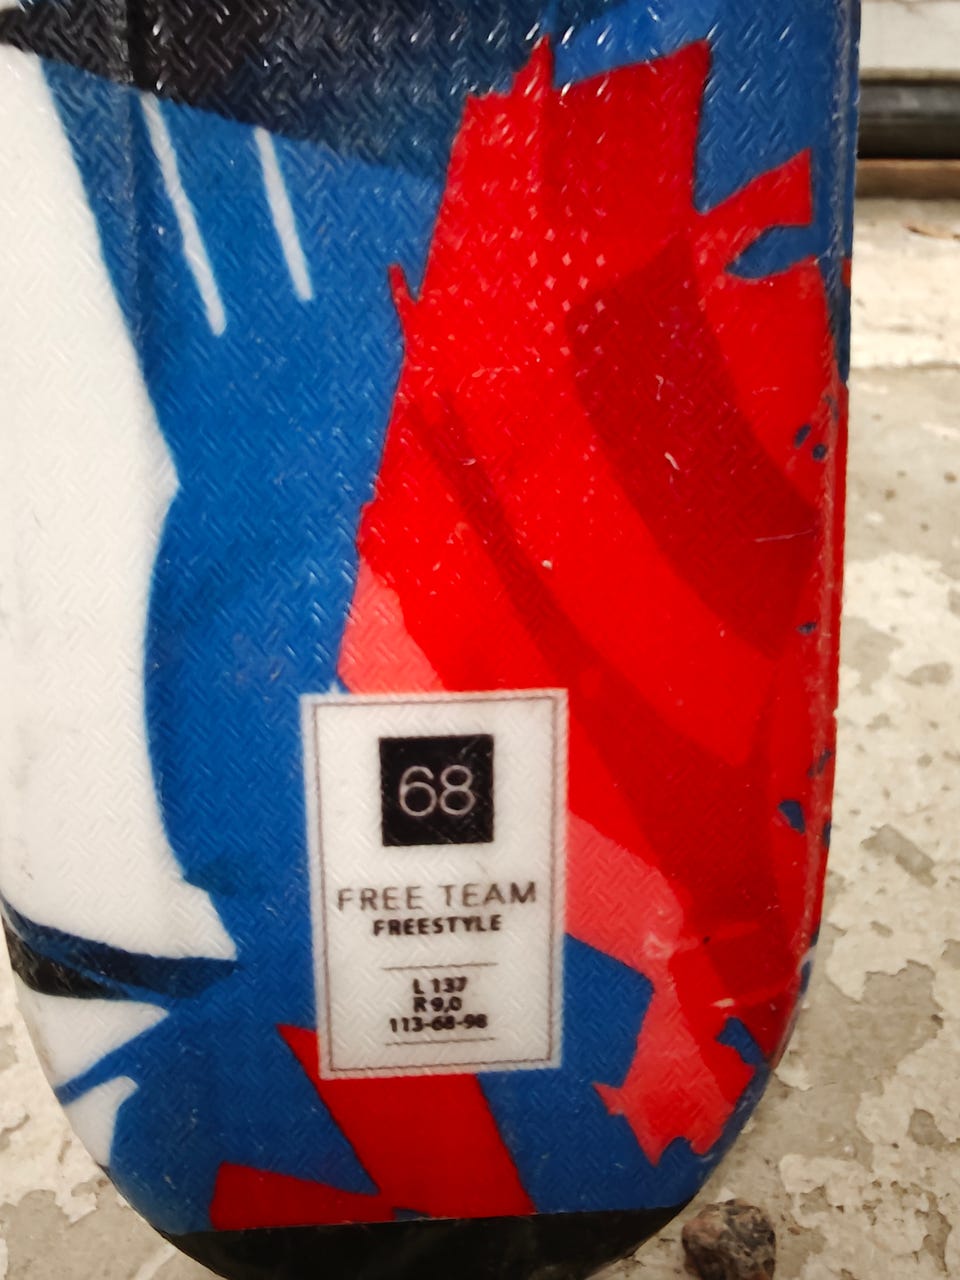 68
FREE TEAM
FREESTYLE
L 137
R 9,0
113-68-98